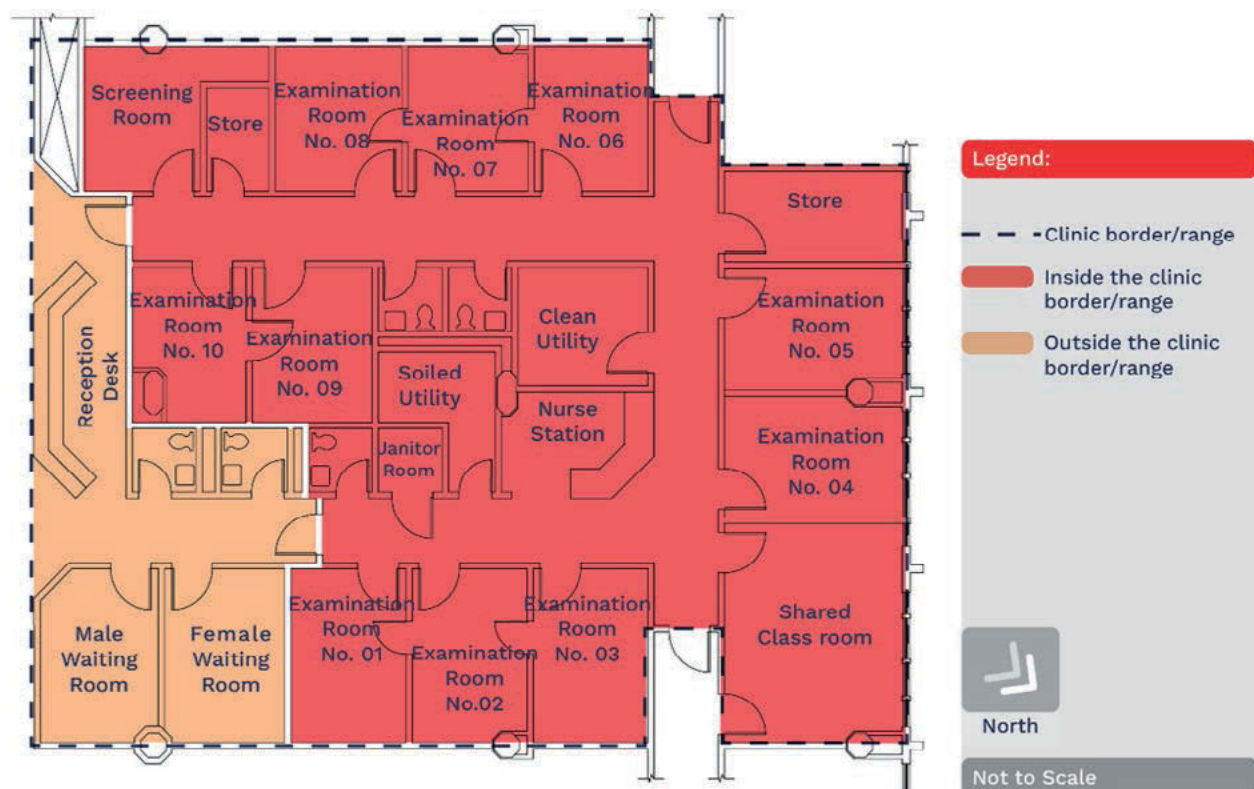 Screening
Room
Store
Examination
Room
No. 08
Examination
Room
No. 07
Examination
Room
No. 06
Store
Examination
Room
No. 10
Examination
Room
No. 09
Clean
Utility
Examination
Room
No. 05
Reception
Desk
Soiled
Utility
Nurse
Station
Janitor
Room
Examination
Room
No. 04
Male
Waiting
Room
Female
Waiting
Room
Examination
Room
No. 01
Examination
Room
No.02
Examination
Room
No. 03
Shared
Class room
Legend:
Clinic border/range
Inside the clinic
border/range
Outside the clinic
border/range
North
Not to Scale